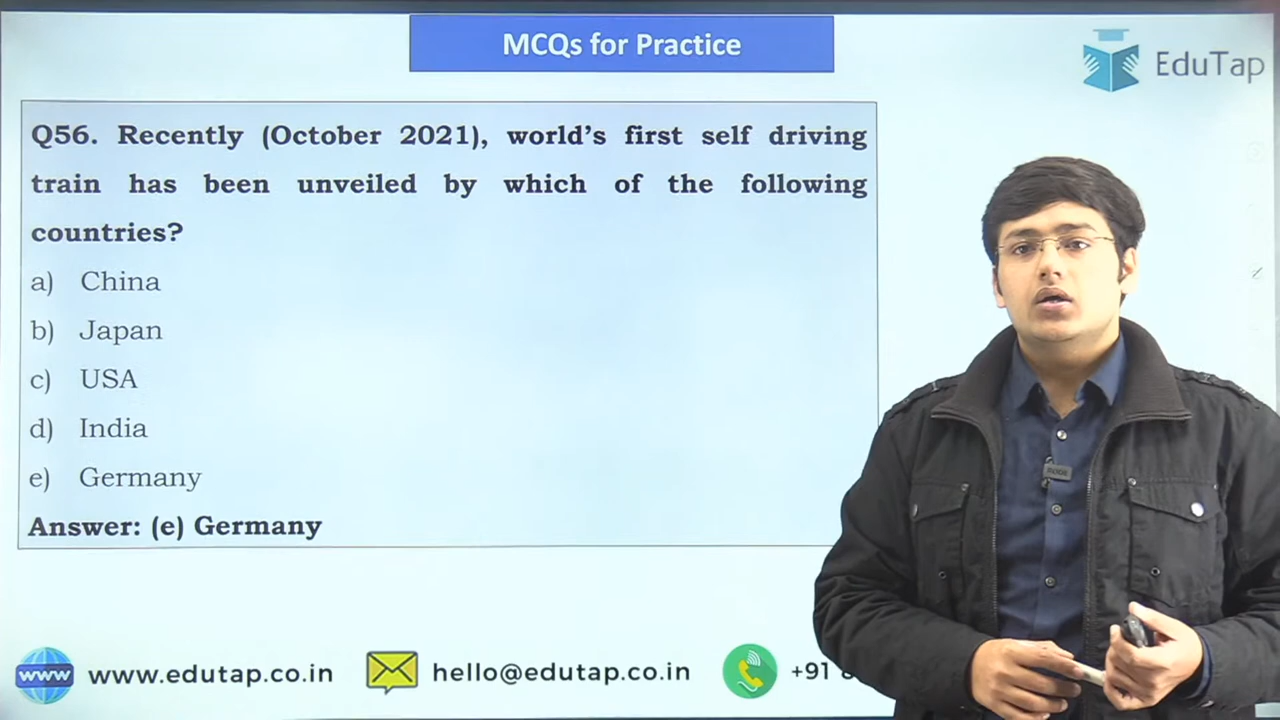 MCQs for Practice
EduTap
Q56. Recently (October 2021), world's first self driving
train has been unveiled by which of the following
countries?
a) China
b) Japan
c) USA
d) India
e) Germany
Answer: (e) Germany
www www.edutap.co.in hello@edutap.co.in +91